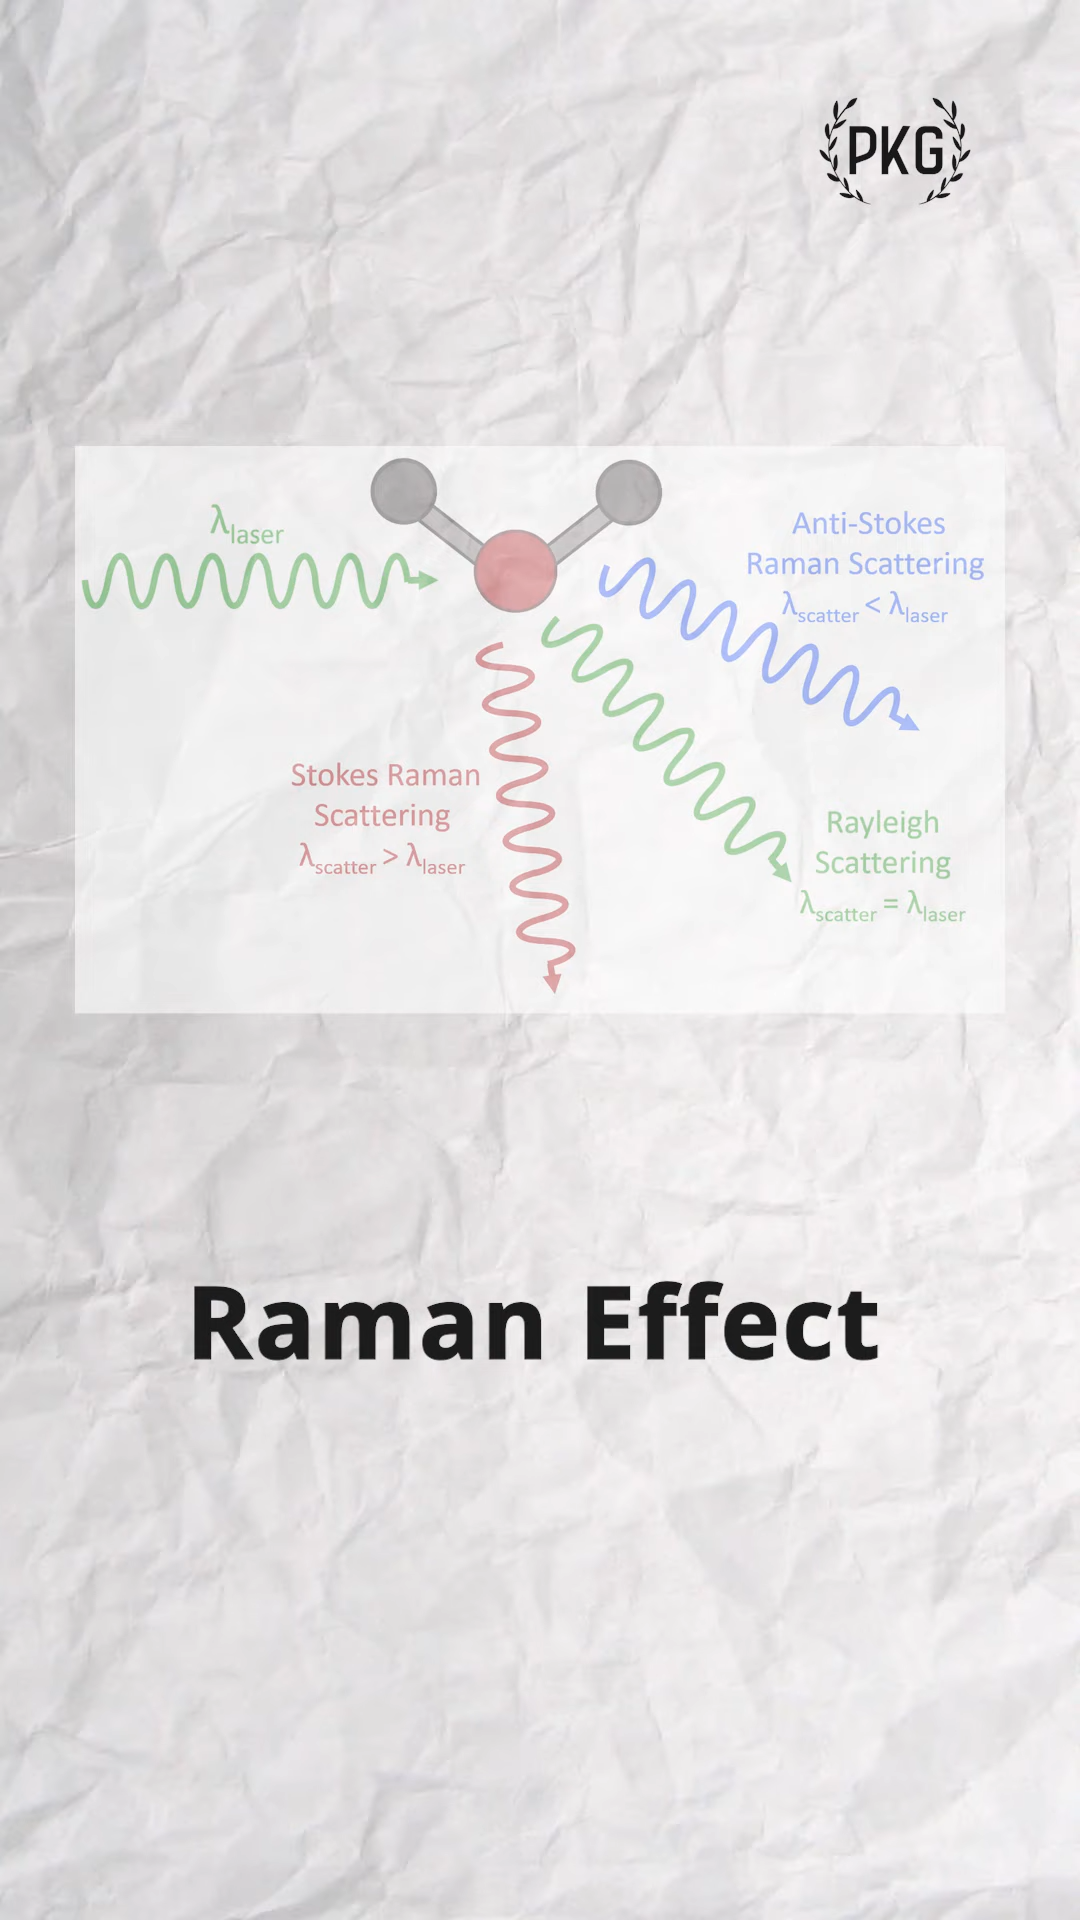 PKG
λlaser
Anti-Stokes
Raman Scattering
λscatter < λlaser
Stokes Raman
Scattering
λscatter > λlaser
Rayleigh
Scattering
λscatter = λlaser
Raman Effect